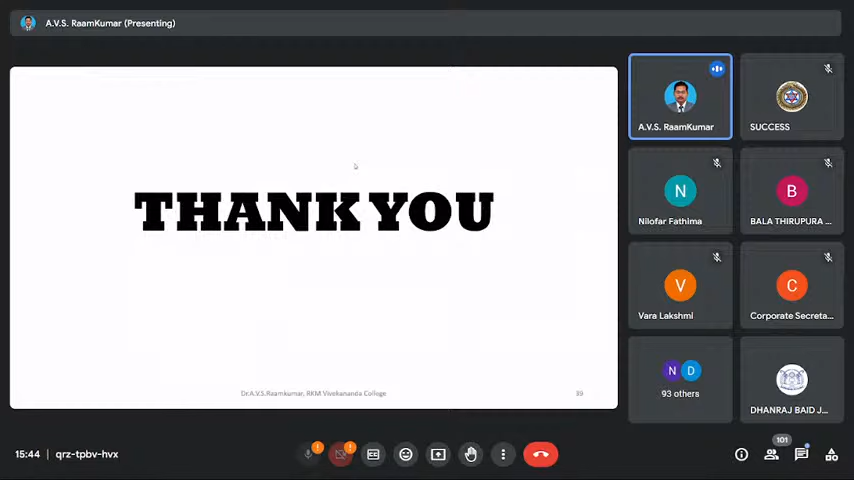 A.V.S. RaamKumar (Presenting)
THANK YOU
Dr.A.V.S.Raamkumar, RKM Vivekananda College
39
A.V.S. RaamKumar
SUCCESS
N
Nilofar Fathima
B
BALA THIRUPURA ...
V
Vara Lakshmi
C
Corporate Secreta...
N D
93 others
DHANRAJ BAID J...
15:44 | qrz-tpbv-hvx
101